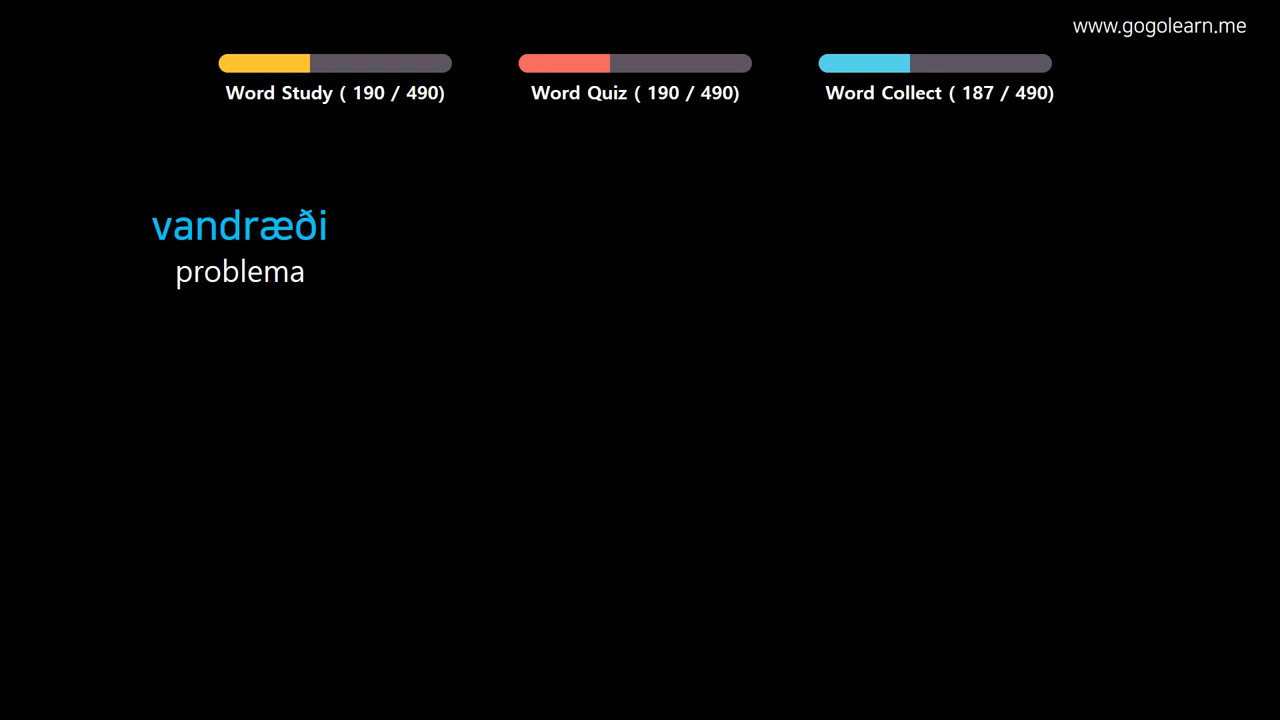 www.gogolearn.me
Word Study ( 190 / 490)
Word Quiz ( 190 / 490)
Word Collect ( 187 / 490)
vandræði
problema